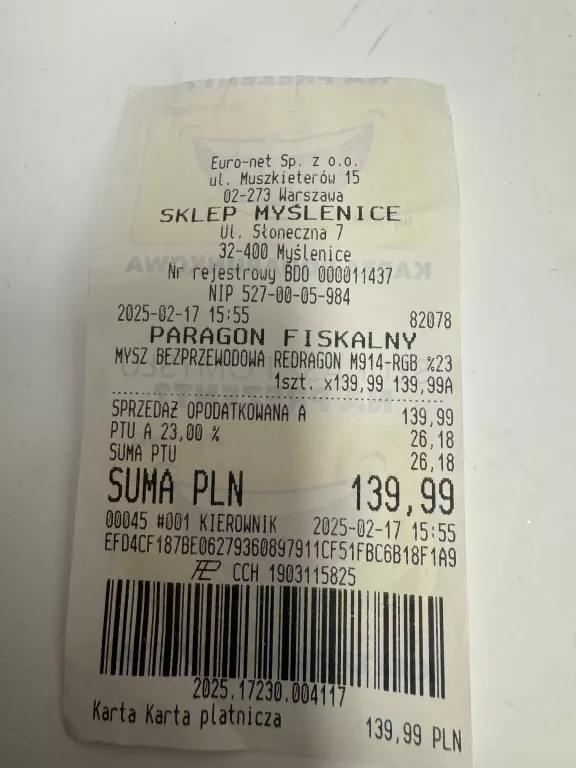 Euro-net Sp. z o.o.
ul. Muszkieterów 15
02-273 Warszawa
SKLEP MYŚLENICE
Ul. Słoneczna 7
32-400 Myślenice
Nr rejestrowy BDO 000011437
NIP 527-00-05-984
2025-02-17 15:55 82078
PARAGON FISKALNY
MYSZ BEZPRZEWODOWA REDRAGON M914-RGB %23
1szt. x139,99 139,99A
SPRZEDAŻ OPODATKOWANA A 139,99
PTU A 23,00 % 26,18
SUMA PTU 26,18
SUMA PLN 139,99
00045 #001 KIEROWNIK 2025-02-17 15:55
EFD4CF187BE06279360897911CF51FBC6B18F1A9
CCH 1903115825
2025.17230.004117
Karta Karta płatnicza 139,99 PLN